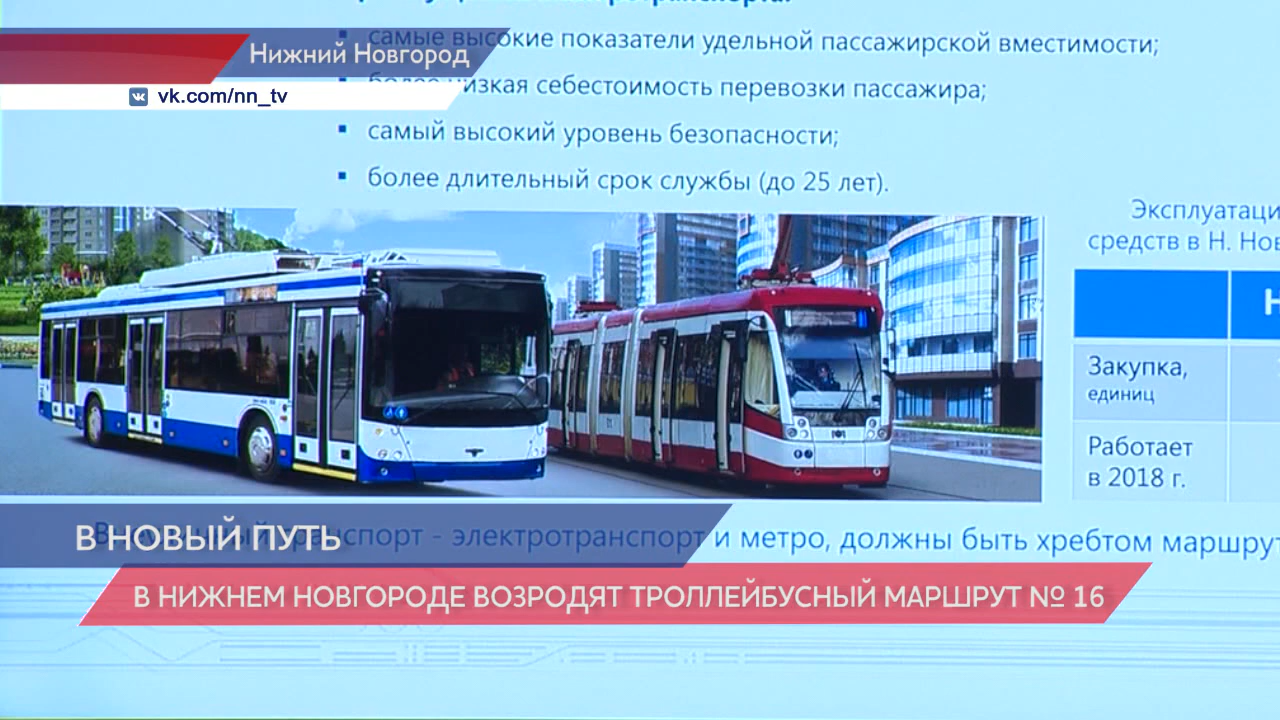 самые высокие показатели удельной пассажирской вместимости;
Нижний Новгород
более низкая себестоимость перевозки пассажира;
vk.com/nn_tv
самый высокий уровень безопасности;
более длительный срок службы (до 25 лет).
Эксплуатаци
средств в Н. Нов
Н
Закупка,
единиц
Работает
в 2018 г.
транспорт - электротранспорт и метро, должны быть хребтом маршрут
В НОВЫЙ ПУТЬ
В НИЖНЕМ НОВГОРОДЕ ВОЗРОДЯТ ТРОЛЛЕЙБУСНЫЙ МАРШРУТ № 16